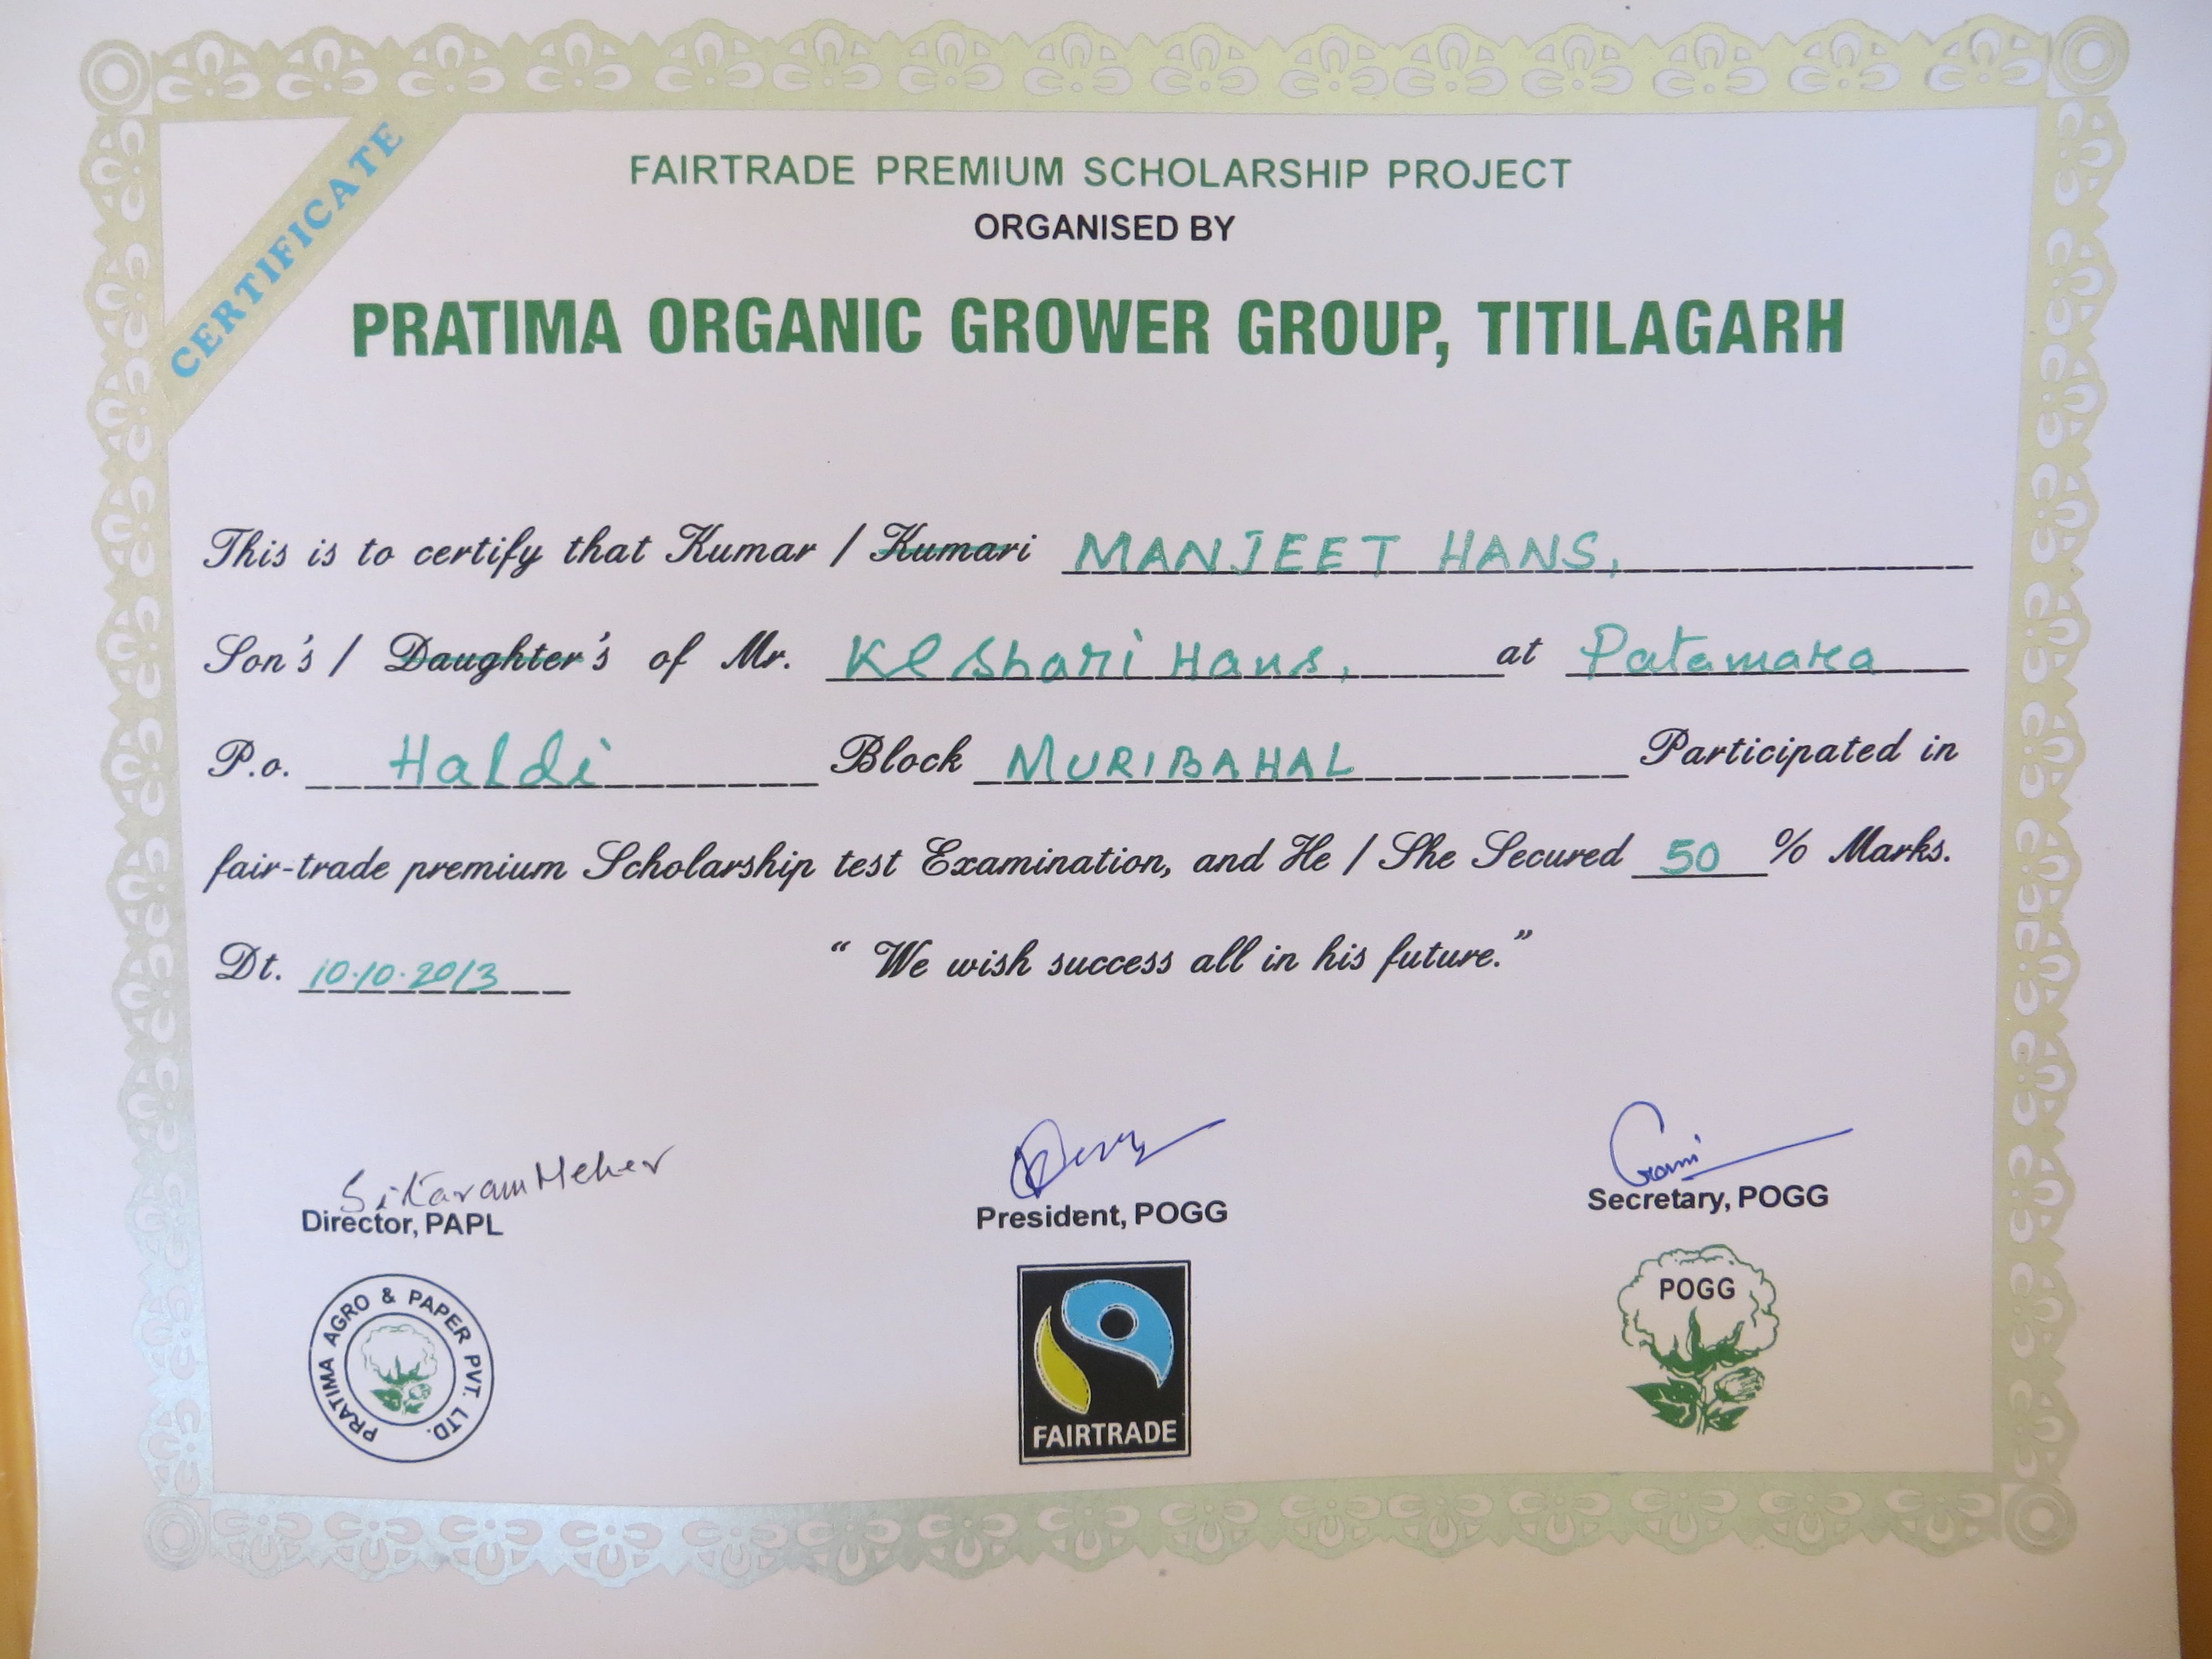 CERTIFICATE
FAIRTRADE PREMIUM SCHOLARSHIP PROJECT
ORGANISED BY
PRATIMA ORGANIC GROWER GROUP, TITILAGARH
This is to certify that Kumar / Kumari MANJEET HANS,
Son's / Daughter's of Mr. Keshari Hans, at Patamara
P.o. Haldi Block MURIBAHAL Participated in
fair-trade premium Scholarship test Examination, and He / She Secured 50 % Marks.
Dt. 10.10.2013 “ We wish success all in his future.”
Sitaram Meher
Director, PAPL President, POGG Secretary, POGG
PRATIMA AGRO & PAPER PVT. LTD.
FAIRTRADE
POGG